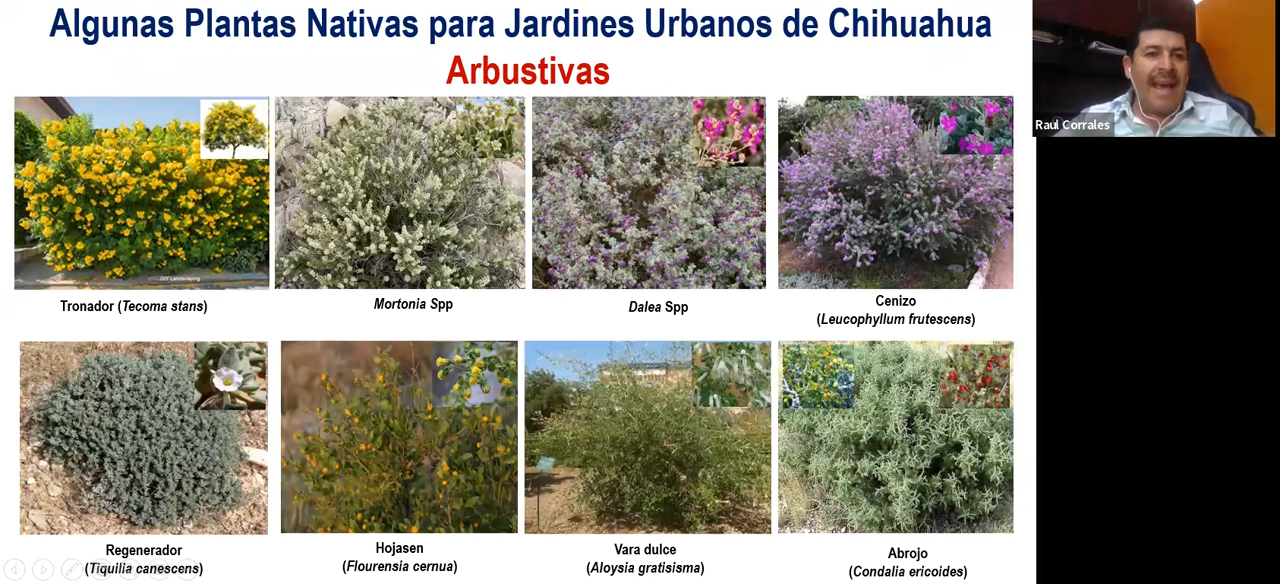 Algunas Plantas Nativas para Jardines Urbanos de Chihuahua
Arbustivas
Raul Corrales
Tronador (Tecoma stans)
Mortonia Spp
Dalea Spp
Cenizo
(Leucophyllum frutescens)
Regenerador
(Tiquilia canescens)
Hojasen
(Flourensia cernua)
Vara dulce
(Aloysia gratisisma)
Abrojo
(Condalia ericoides)